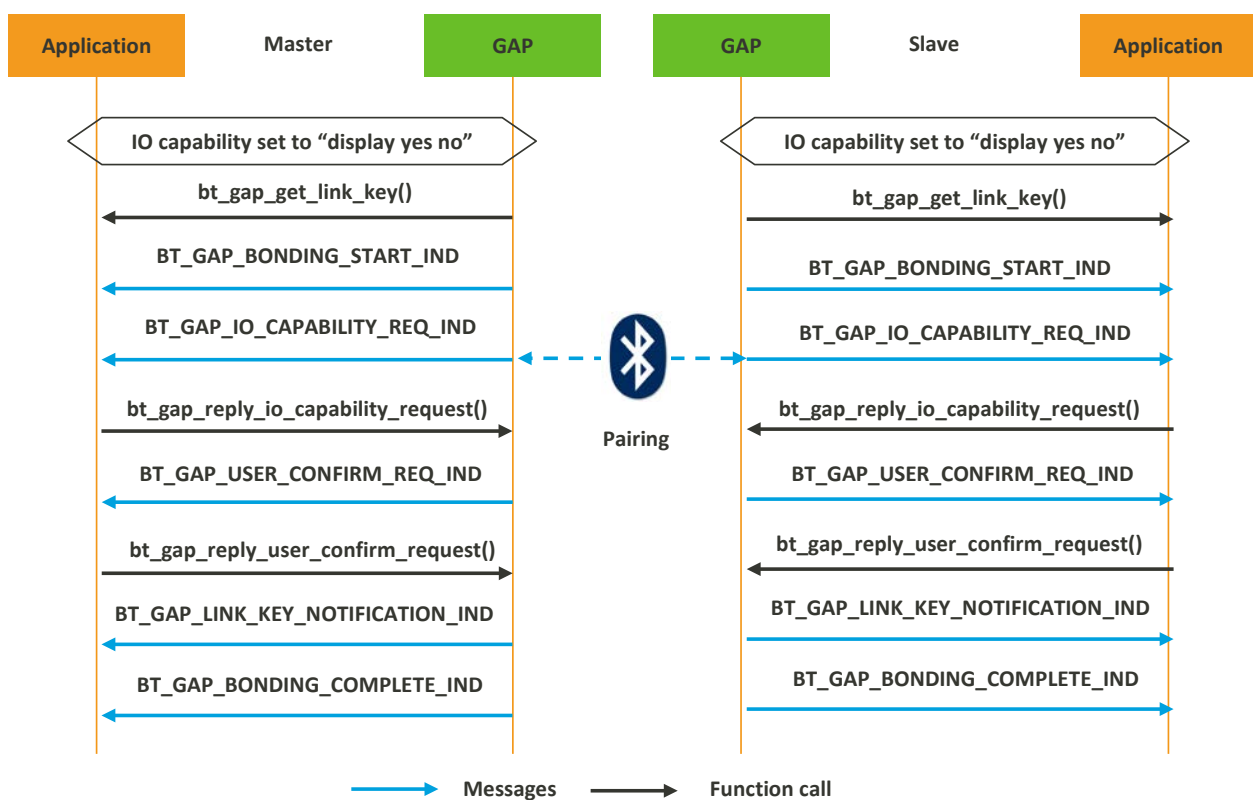 Application
Master
GAP
GAP
Slave
Application
IO capability set to “display yes no”
IO capability set to “display yes no”
bt_gap_get_link_key()
bt_gap_get_link_key()
BT_GAP_BONDING_START_IND
BT_GAP_BONDING_START_IND
BT_GAP_IO_CAPABILITY_REQ_IND
BT_GAP_IO_CAPABILITY_REQ_IND
bt_gap_reply_io_capability_request()
bt_gap_reply_io_capability_request()
Pairing
BT_GAP_USER_CONFIRM_REQ_IND
BT_GAP_USER_CONFIRM_REQ_IND
bt_gap_reply_user_confirm_request()
bt_gap_reply_user_confirm_request()
BT_GAP_LINK_KEY_NOTIFICATION_IND
BT_GAP_LINK_KEY_NOTIFICATION_IND
BT_GAP_BONDING_COMPLETE_IND
BT_GAP_BONDING_COMPLETE_IND
Messages
Function call